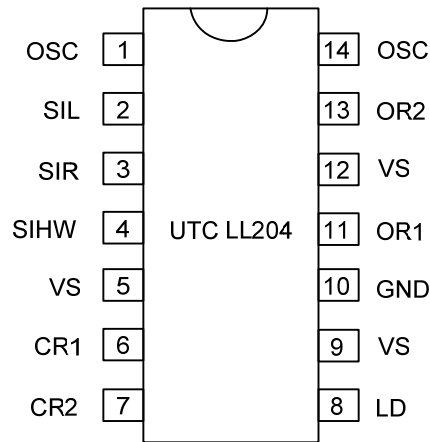 OSC 1 14 OSC
SIL 2 13 OR2
SIR 3 12 VS
SIHW 4 UTC LL204 11 OR1
VS 5 10 GND
CR1 6 9 VS
CR2 7 8 LD